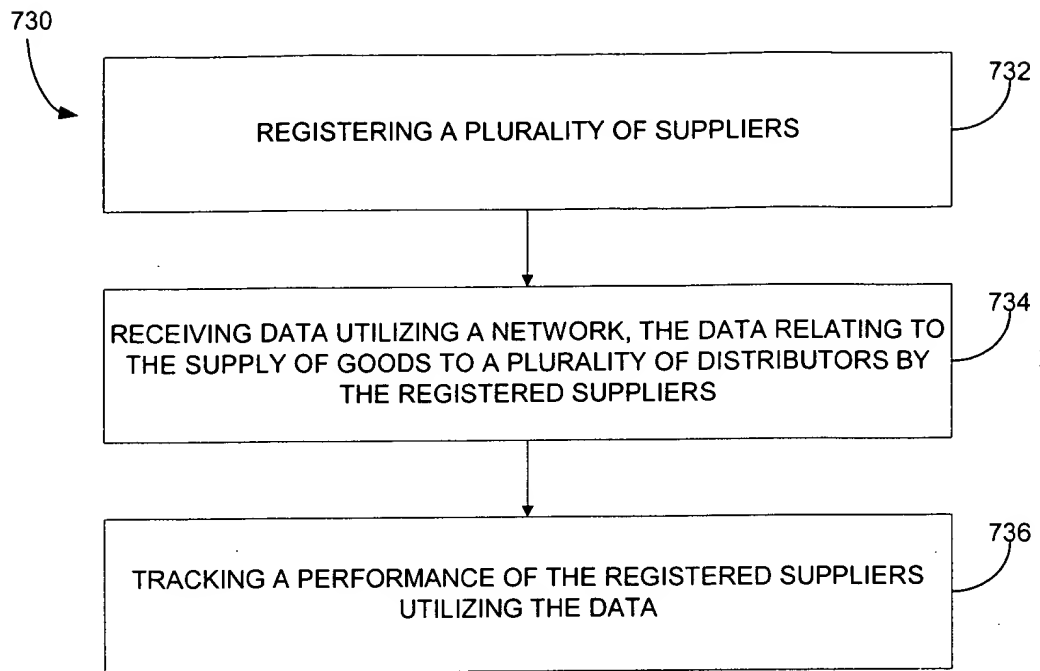 730
732
REGISTERING A PLURALITY OF SUPPLIERS
734
RECEIVING DATA UTILIZING A NETWORK, THE DATA RELATING TO
THE SUPPLY OF GOODS TO A PLURALITY OF DISTRIBUTORS BY
THE REGISTERED SUPPLIERS
736
TRACKING A PERFORMANCE OF THE REGISTERED SUPPLIERS
UTILIZING THE DATA